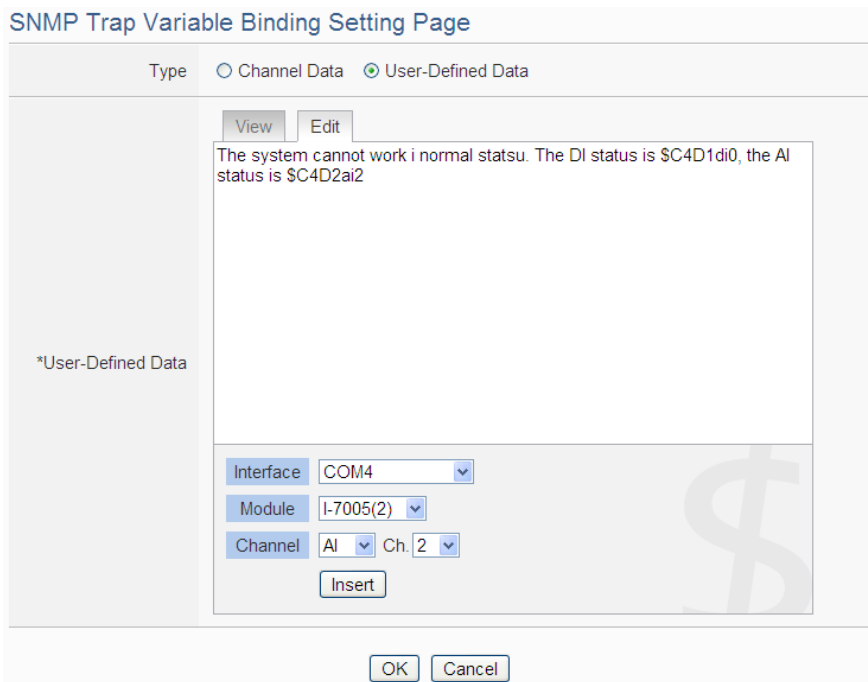 SNMP Trap Variable Binding Setting Page
Type Channel Data User-Defined Data
View Edit
The system cannot work i normal statsu. The DI status is $C4D1di0, the AI
status is $C4D2ai2
*User-Defined Data
Interface COM4
Module I-7005(2)
Channel AI Ch. 2
Insert
$
OK Cancel